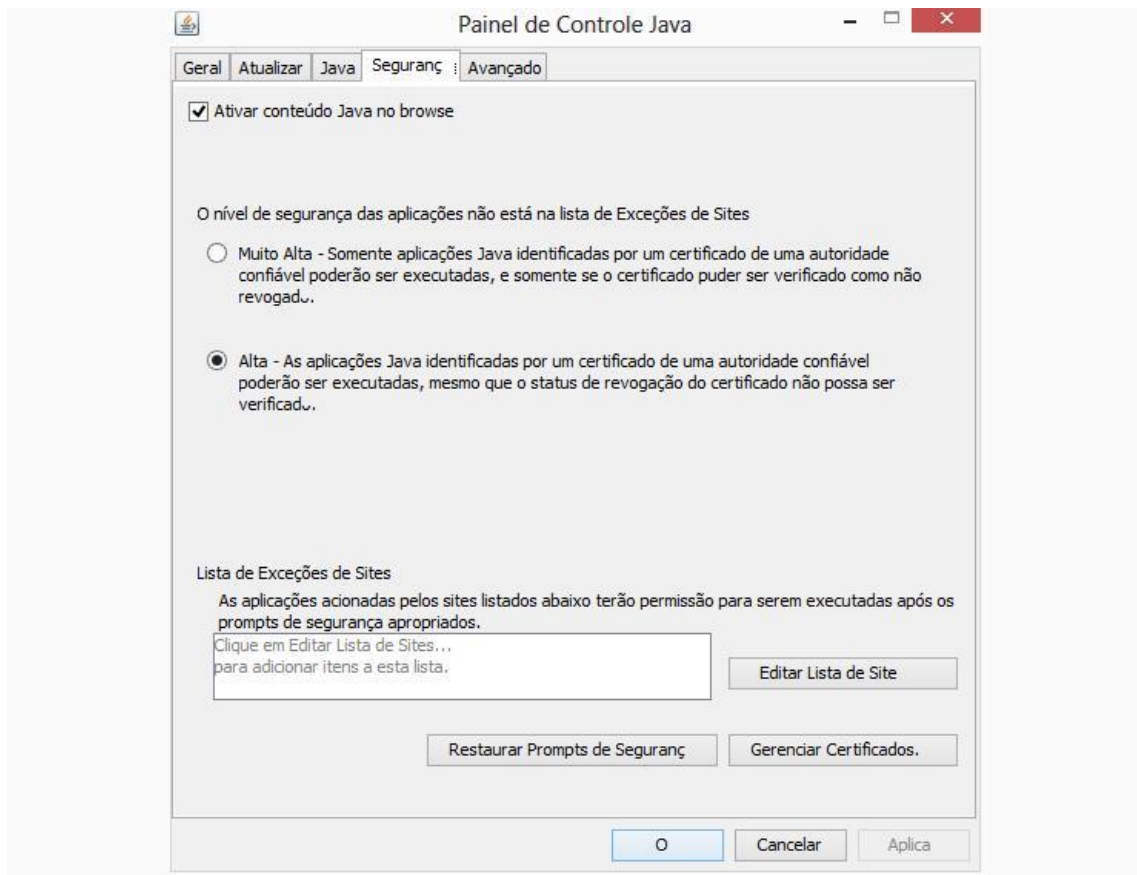 Painel de Controle Java
Geral Atualizar Java Seguranç Avançado
Ativar conteúdo Java no browse
O nível de segurança das aplicações não está na lista de Exceções de Sites
Muito Alta - Somente aplicações Java identificadas por um certificado de uma autoridade
confiável poderão ser executadas, e somente se o certificado puder ser verificado como não
revogado.
Alta - As aplicações Java identificadas por um certificado de uma autoridade confiável
poderão ser executadas, mesmo que o status de revogação do certificado não possa ser
verificado.
Lista de Exceções de Sites
As aplicações acionadas pelos sites listados abaixo terão permissão para serem executadas após os
prompts de segurança apropriados.
Clique em Editar Lista de Sites...
para adicionar itens a esta lista.
Editar Lista de Site
Restaurar Prompts de Seguranç
Gerenciar Certificados.
O
Cancelar
Aplica